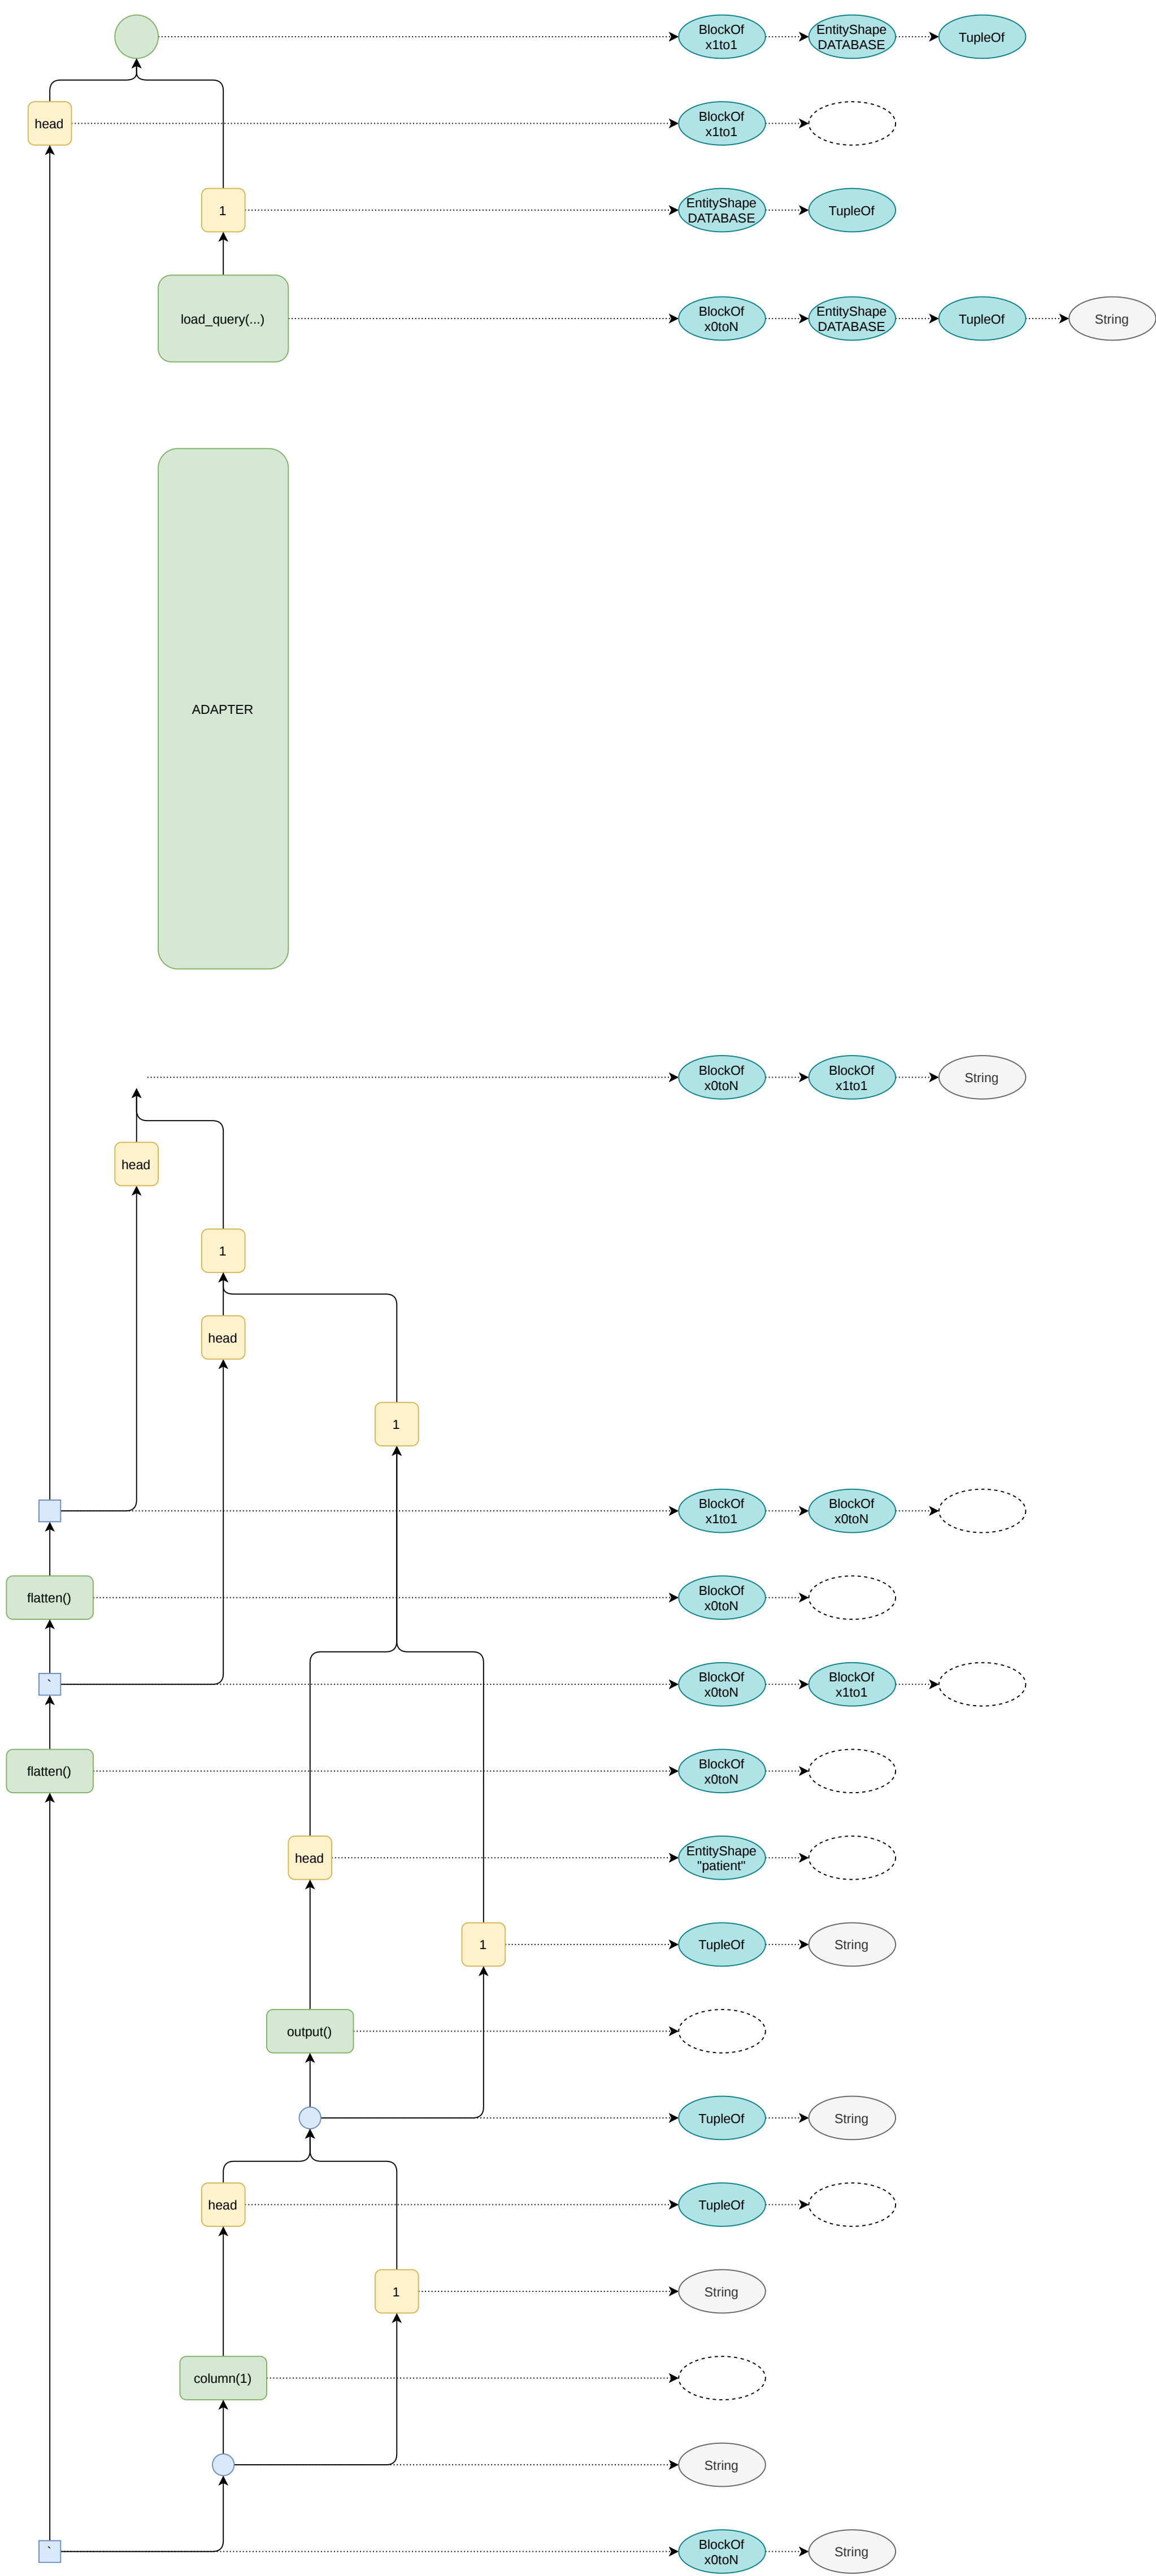 BlockOf
x1to1
EntityShape
DATABASE
TupleOf
head
BlockOf
x1to1
1
EntityShape
DATABASE
TupleOf
load_query(...)
BlockOf
x0toN
EntityShape
DATABASE
TupleOf
String
ADAPTER
BlockOf
x0toN
BlockOf
x1to1
String
head
1
head
1
BlockOf
x1to1
BlockOf
x0toN
flatten()
BlockOf
x0toN
`
BlockOf
x0toN
BlockOf
x1to1
flatten()
BlockOf
x0toN
head
EntityShape
"patient"
1
TupleOf
String
output()
TupleOf
String
head
TupleOf
1
String
column(1)
String
`
BlockOf
x0toN
String